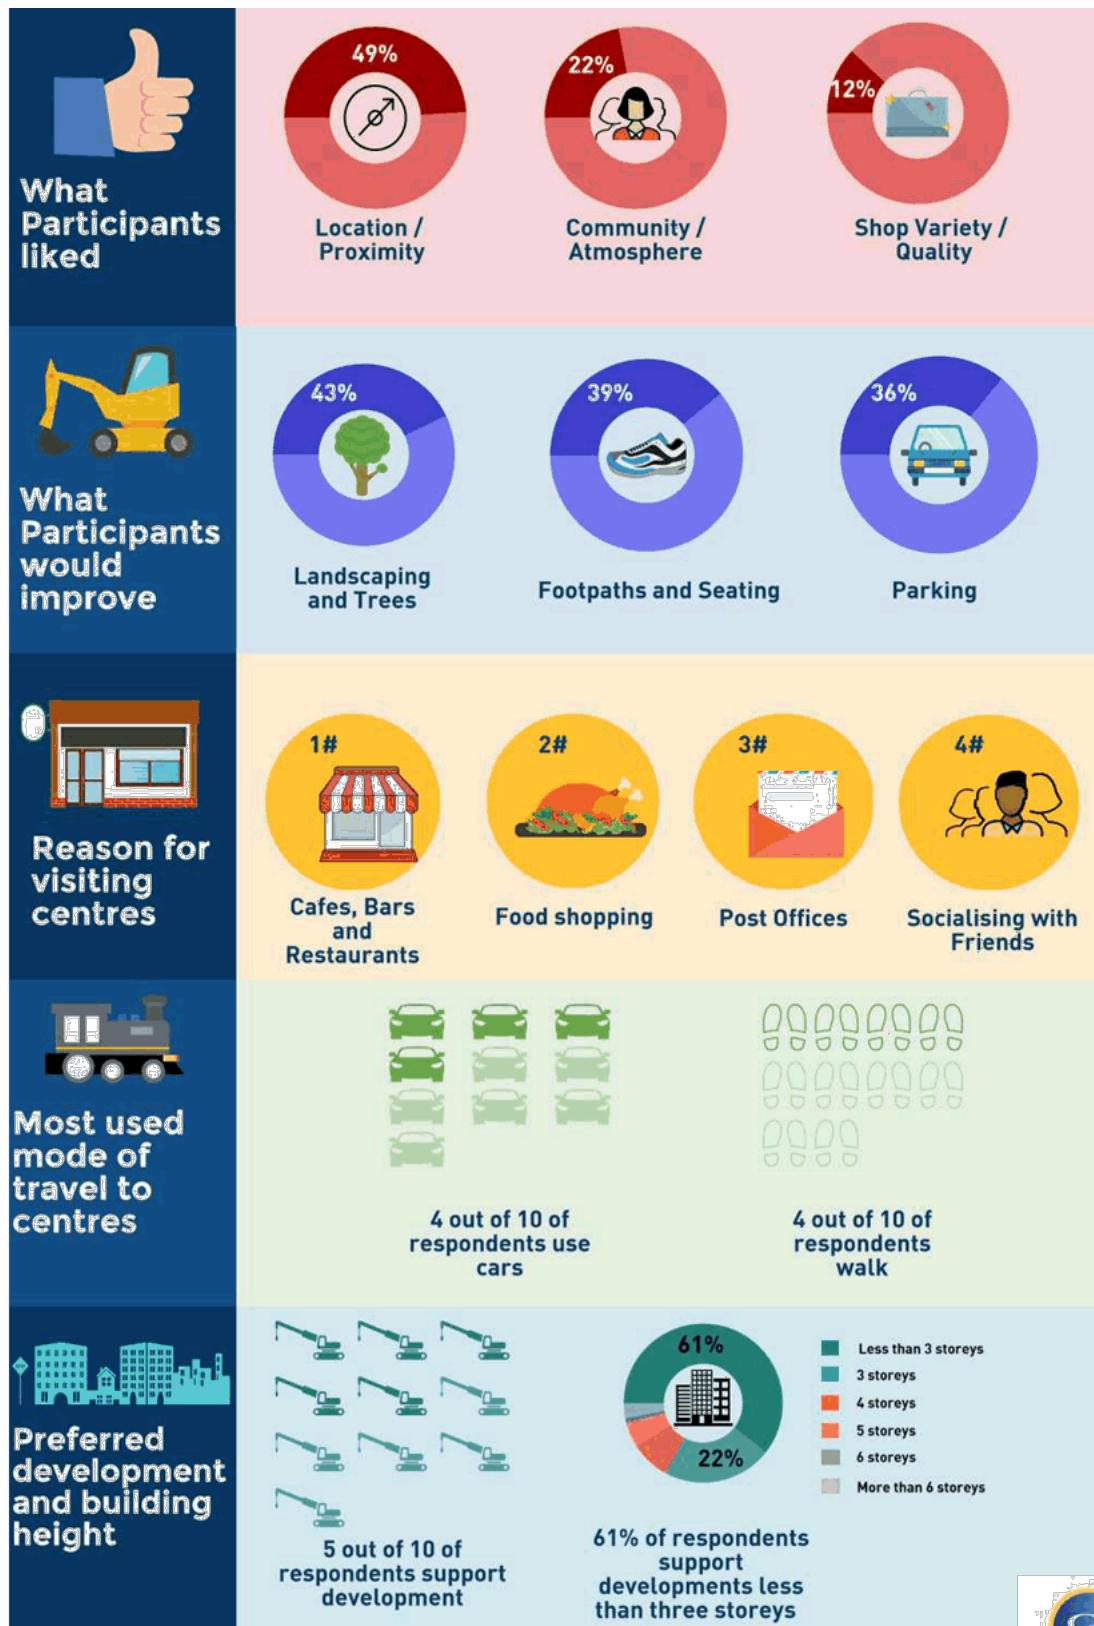 What
Participants
liked
49%
22%
12%
Location /
Proximity
Community /
Atmosphere
Shop Variety /
Quality
What
Participants
would
improve
43%
39%
36%
Landscaping
and Trees
Footpaths and Seating
Parking
Reason for
visiting
centres
1#
2#
3#
4#
Cafes, Bars
and
Restaurants
Food shopping
Post Offices
Socialising with
Friends
Most used
mode of
travel to
centres
4 out of 10 of
respondents use
cars
4 out of 10 of
respondents
walk
Preferred
development
and building
height
5 out of 10 of
respondents support
development
61%
22%
Less than 3 storeys
3 storeys
4 storeys
5 storeys
6 storeys
More than 6 storeys
61% of respondents
support
developments less
than three storeys